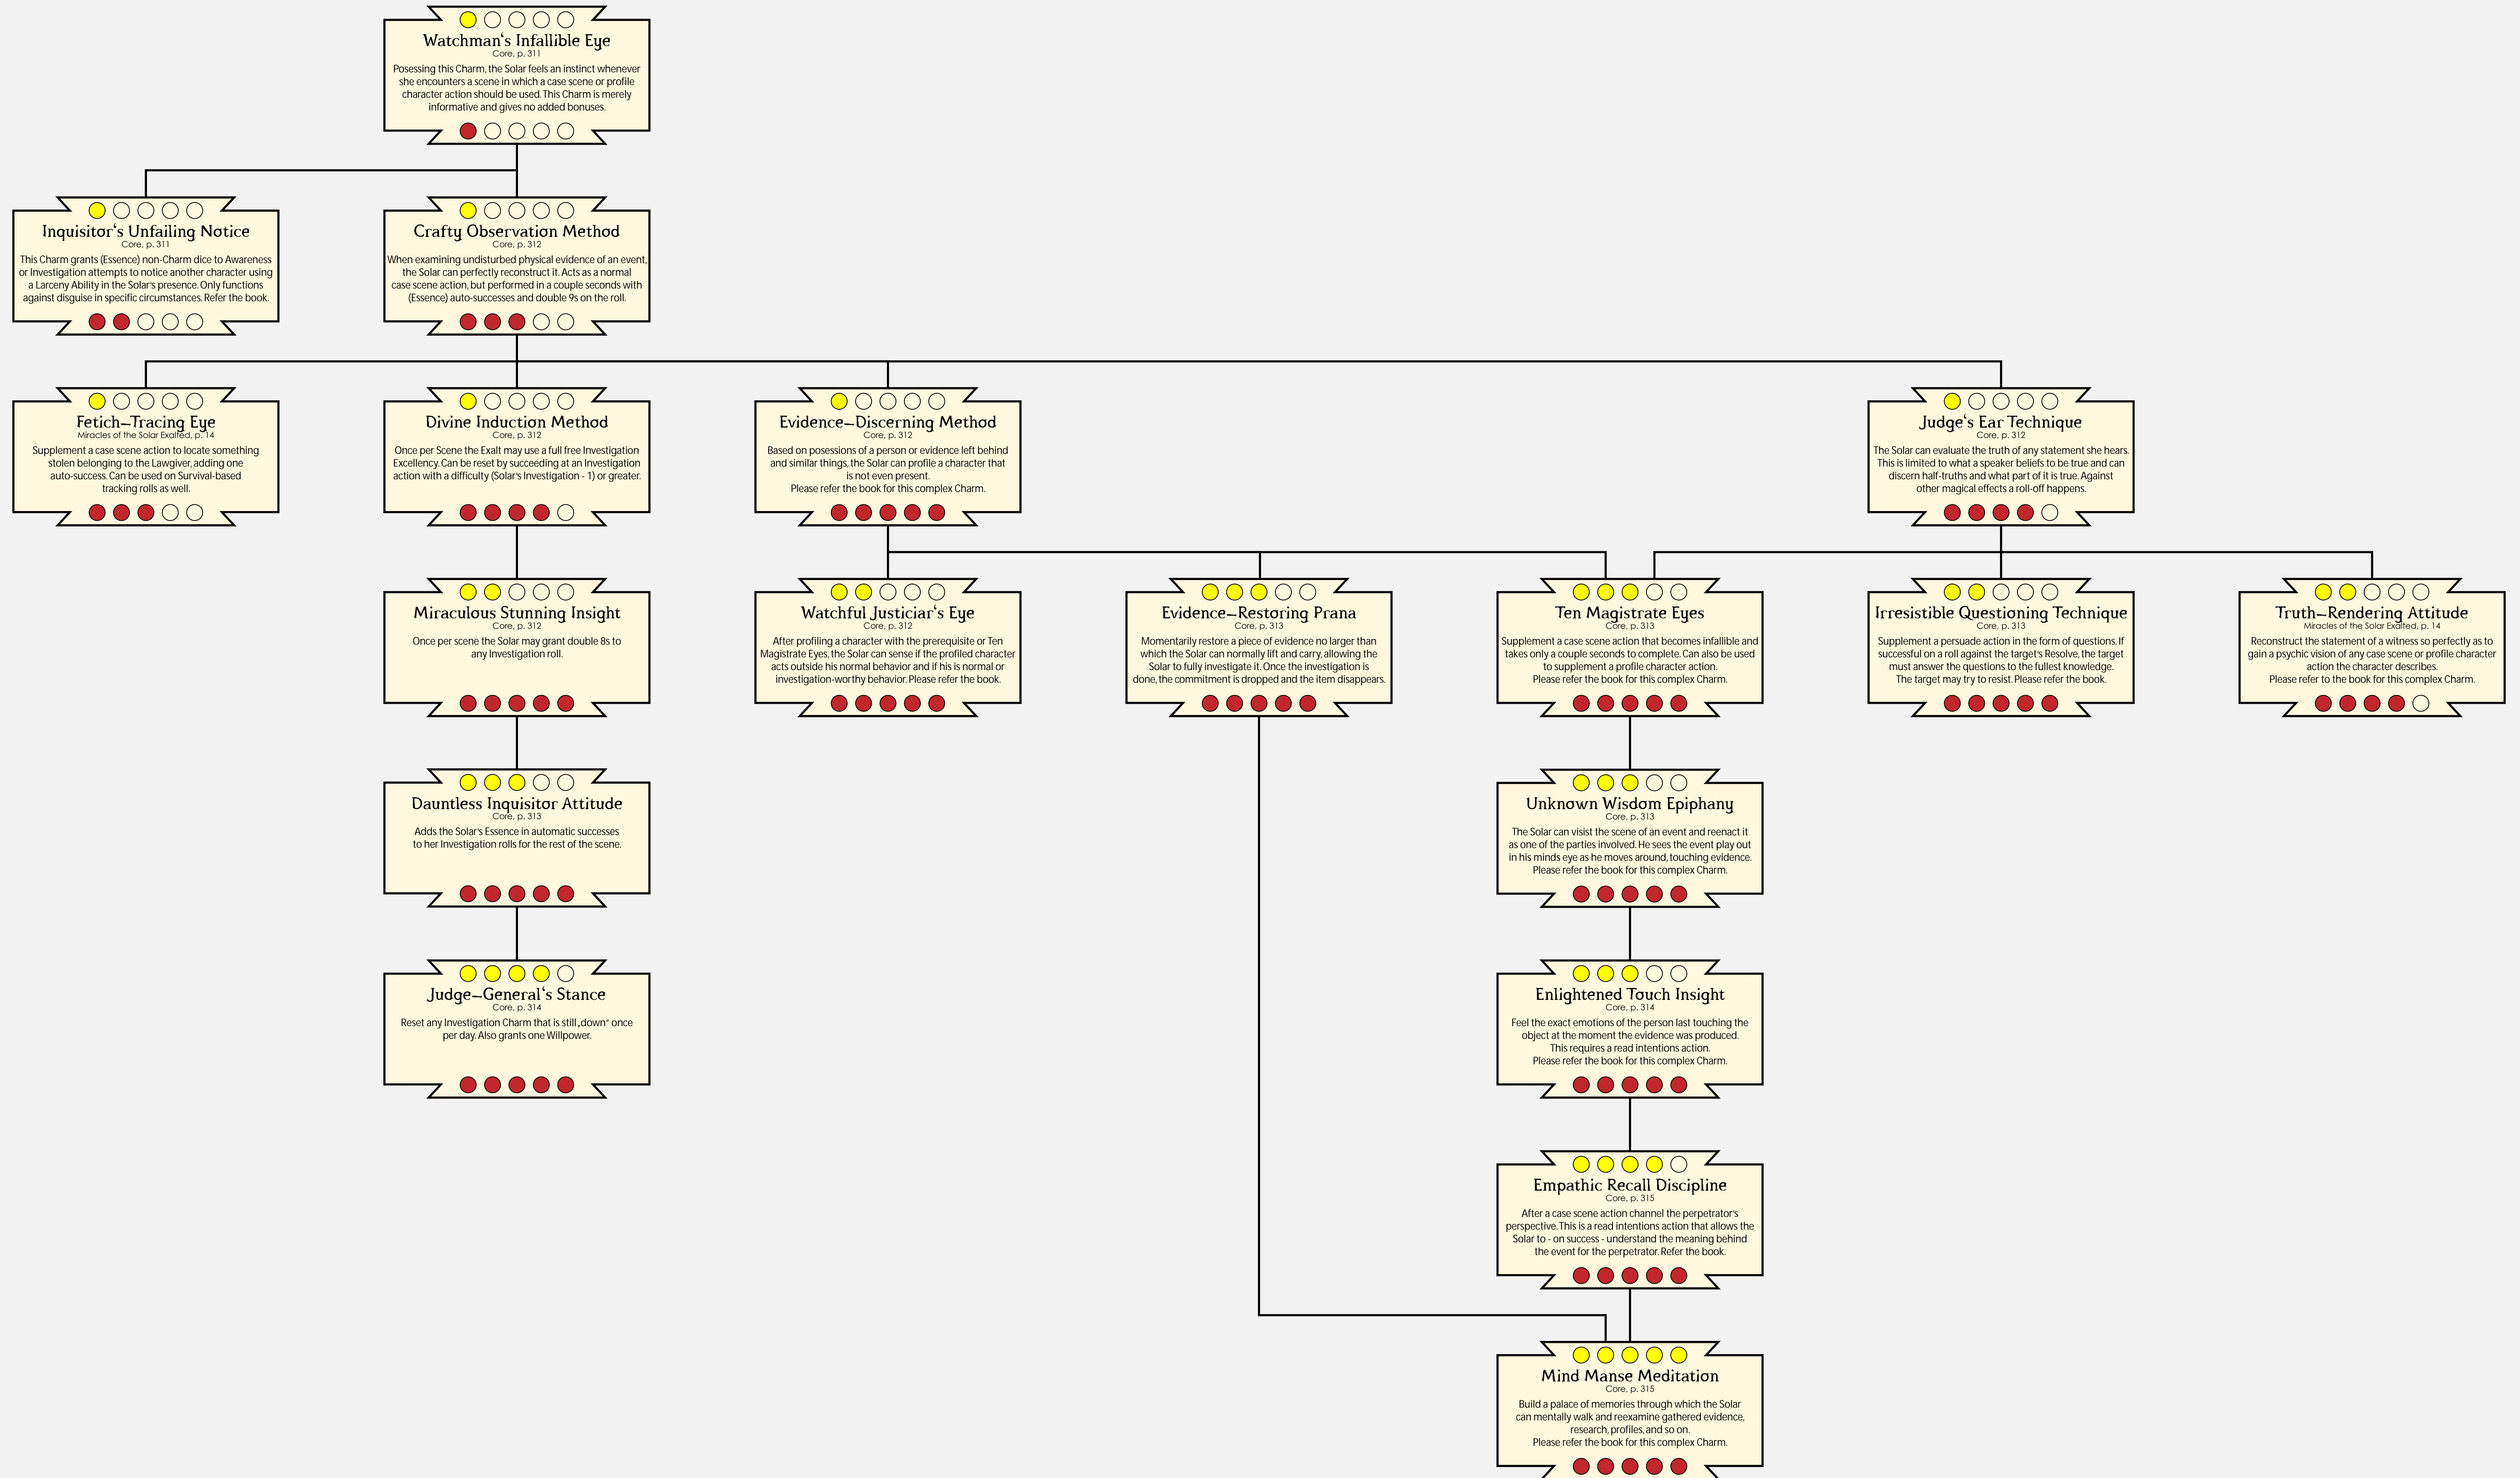 Watchman‘s Infallible Eye
Core, p. 311
Posessing this Charm, the Solar feels an instinct whenever
she encounters a scene in which a case scene or profile
character action should be used. This Charm is merely
informative and gives no added bonuses.
Inquisitor‘s Unfailing Notice
Core, p. 311
This Charm grants (Essence) non-Charm dice to Awareness
or Investigation attempts to notice another character using
a Larceny Ability in the Solar's presence. Only functions
against disguise in specific circumstances. Refer the book.
Crafty Observation Method
Core, p. 312
When examining undisturbed physical evidence of an event,
the Solar can perfectly reconstruct it. Acts as a normal
case scene action, but performed in a couple seconds with
(Essence) auto-successes and double 9s on the roll.
Fetich–Tracing Eye
Miracles of the Solar Exalted, p. 14
Supplement a case scene action to locate something
stolen belonging to the Lawgiver, adding one
auto-success. Can be used on Survival-based
tracking rolls as well.
Divine Induction Method
Core, p. 312
Once per Scene the Exalt may use a full free Investigation
Excellency. Can be reset by succeeding at an Investigation
action with a difficulty (Solar's Investigation - 1) or greater.
Evidence–Discerning Method
Core, p. 312
Based on posessions of a person or evidence left behind
and similar things, the Solar can profile a character that
is not even present.
Please refer the book for this complex Charm.
Judge‘s Ear Technique
Core, p. 312
The Solar can evaluate the truth of any statement she hears.
This is limited to what a speaker beliefs to be true and can
discern half-truths and what part of it is true. Against
other magical effects a roll-off happens.
Miraculous Stunning Insight
Core, p. 312
Once per scene the Solar may grant double 8s to
any Investigation roll.
Watchful Justiciar‘s Eye
Core, p. 312
After profiling a character with the prerequisite or Ten
Magistrate Eyes, the Solar can sense if the profiled character
acts outside his normal behavior and if his is normal or
investigation-worthy behavior. Please refer the book.
Evidence–Restoring Prana
Core, p. 313
Momentarily restore a piece of evidence no larger than
which the Solar can normally lift and carry, allowing the
Solar to fully investigate it. Once the investigation is
done, the commitment is dropped and the item disappears.
Ten Magistrate Eyes
Core, p. 313
Supplement a case scene action that becomes infallible and
takes only a couple seconds to complete. Can also be used
to supplement a profile character action.
Please refer the book for this complex Charm.
Irresistible Questioning Technique
Core, p. 313
Supplement a persuade action in the form of questions. If
successful on a roll against the target's Resolve, the target
must answer the questions to the fullest knowledge.
The target may try to resist. Please refer the book.
Truth–Rendering Attitude
Miracles of the Solar Exalted, p. 14
Reconstruct the statement of a witness so perfectly as to
gain a psychic vision of any case scene or profile character
action the character describes.
Please refer to the book for this complex Charm.
Dauntless Inquisitor Attitude
Core, p. 313
Adds the Solar's Essence in automatic successes
to her Investigation rolls for the rest of the scene.
Unknown Wisdom Epiphany
Core, p. 313
The Solar can visist the scene of an event and reenact it
as one of the parties involved. He sees the event play out
in his minds eye as he moves around, touching evidence.
Please refer the book for this complex Charm.
Judge–General‘s Stance
Core, p. 314
Reset any Investigation Charm that is still „down“ once
per day. Also grants one Willpower.
Enlightened Touch Insight
Core, p. 314
Feel the exact emotions of the person last touching the
object at the moment the evidence was produced.
This requires a read intentions action.
Please refer the book for this complex Charm.
Empathic Recall Discipline
Core, p. 315
After a case scene action channel the perpetrator's
perspective. This is a read intentions action that allows the
Solar to - on success - understand the meaning behind
the event for the perpetrator. Refer the book.
Mind Manse Meditation
Core, p. 315
Build a palace of memories through which the Solar
can mentally walk and reexamine gathered evidence,
research, profiles, and so on.
Please refer the book for this complex Charm.